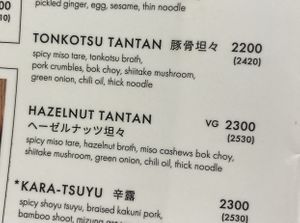 pickled ginger, egg, sesame, thin noodle
TONKOTSU TANTAN 豚骨坦々 2200
(2420)
spicy miso tare, tonkotsu broth,
pork crumbles, bok choy, shiitake mushroom,
green onion, chili oil, thick noodle
HAZELNUT TANTAN VG 2300
ヘーゼルナッツ坦々 (2530)
spicy miso tare, hazelnut broth, miso cashews bok choy,
shiitake mushroom, green onion, chili oil, thick noodle
*KARA-TSUYU 辛露 2300
(2530)
spicy shoyu tsuyu, braised kakuni pork,
bamboo shoot, mizuna